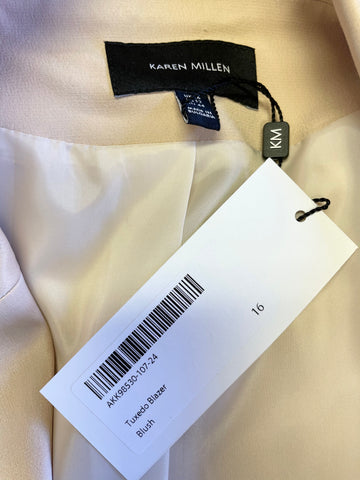 KAREN MILLEN
KM
16
AKK98530-107-24
Tuxedo Blazer
Blush